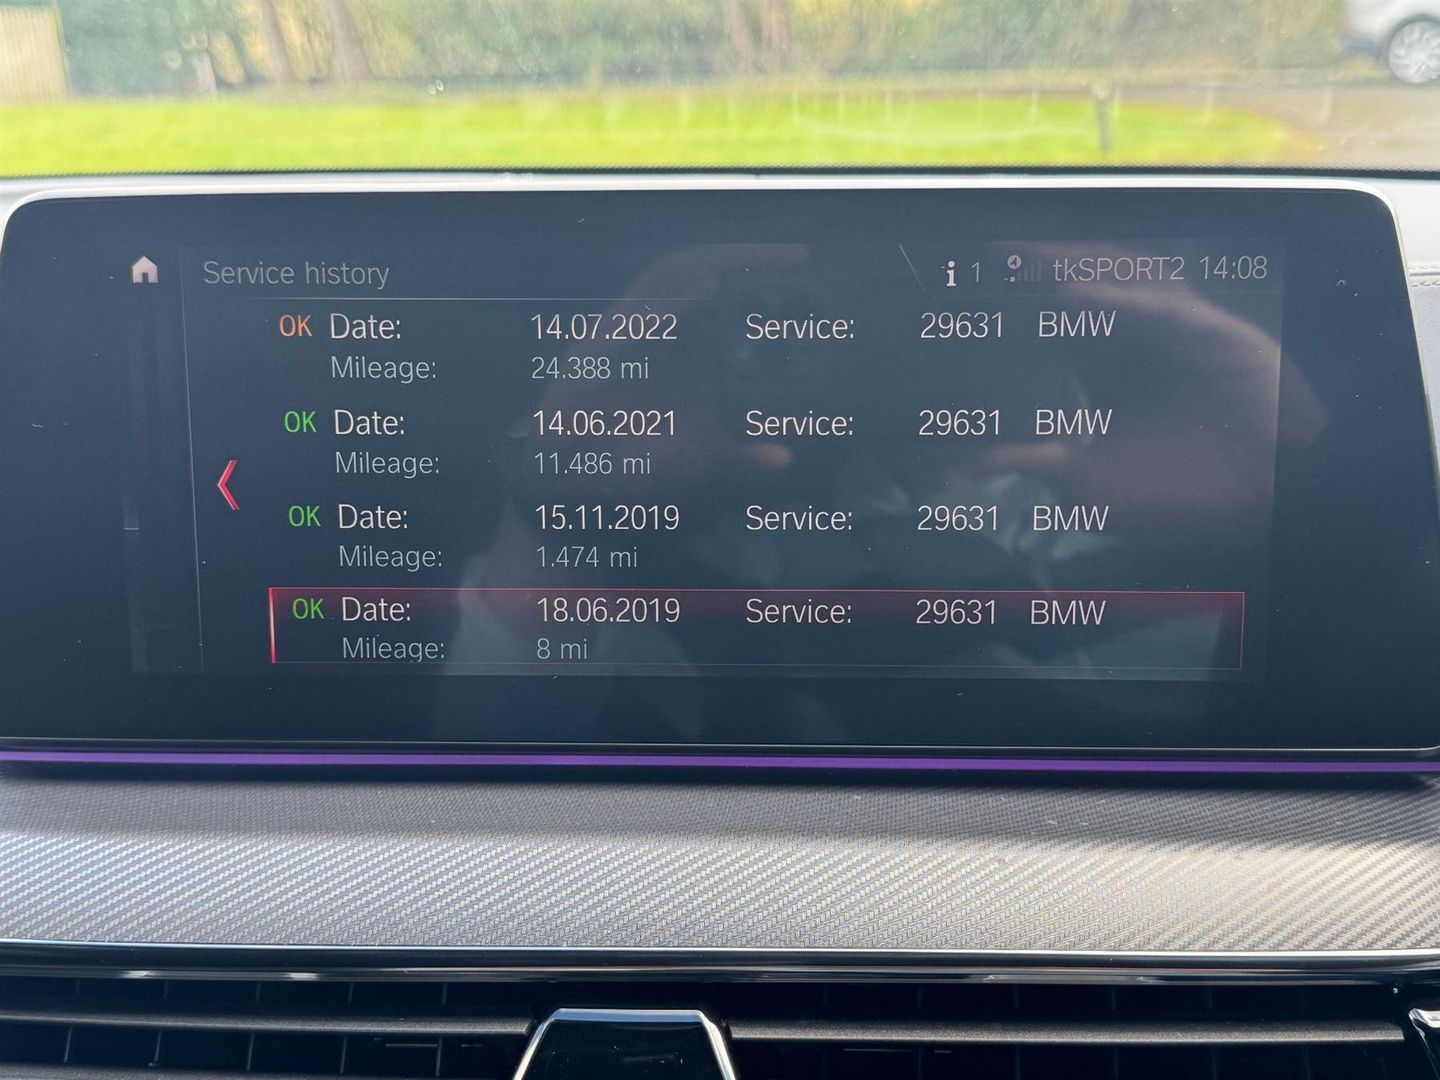 Service history i 1 tkSPORT2 14:08
OK Date: 14.07.2022 Service: 29631 BMW
Mileage: 24.388 mi
OK Date: 14.06.2021 Service: 29631 BMW
Mileage: 11.486 mi
OK Date: 15.11.2019 Service: 29631 BMW
Mileage: 1.474 mi
OK Date: 18.06.2019 Service: 29631 BMW
Mileage: 8 mi